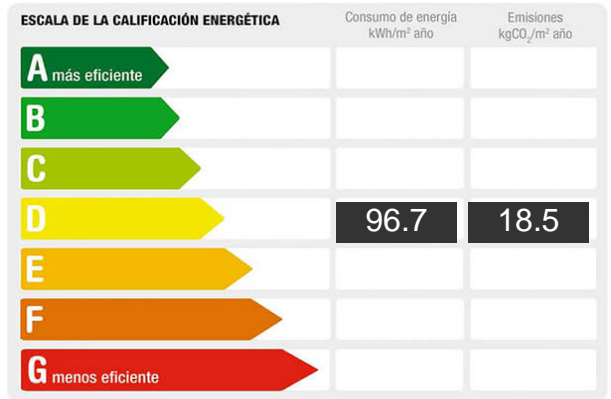 ESCALA DE LA CALIFICACIÓN ENERGÉTICA
Consumo de energía
kWh/m² año
Emisiones
kgCO₂/m² año
A más eficiente
B
C
D 96.7 18.5
E
F
G menos eficiente